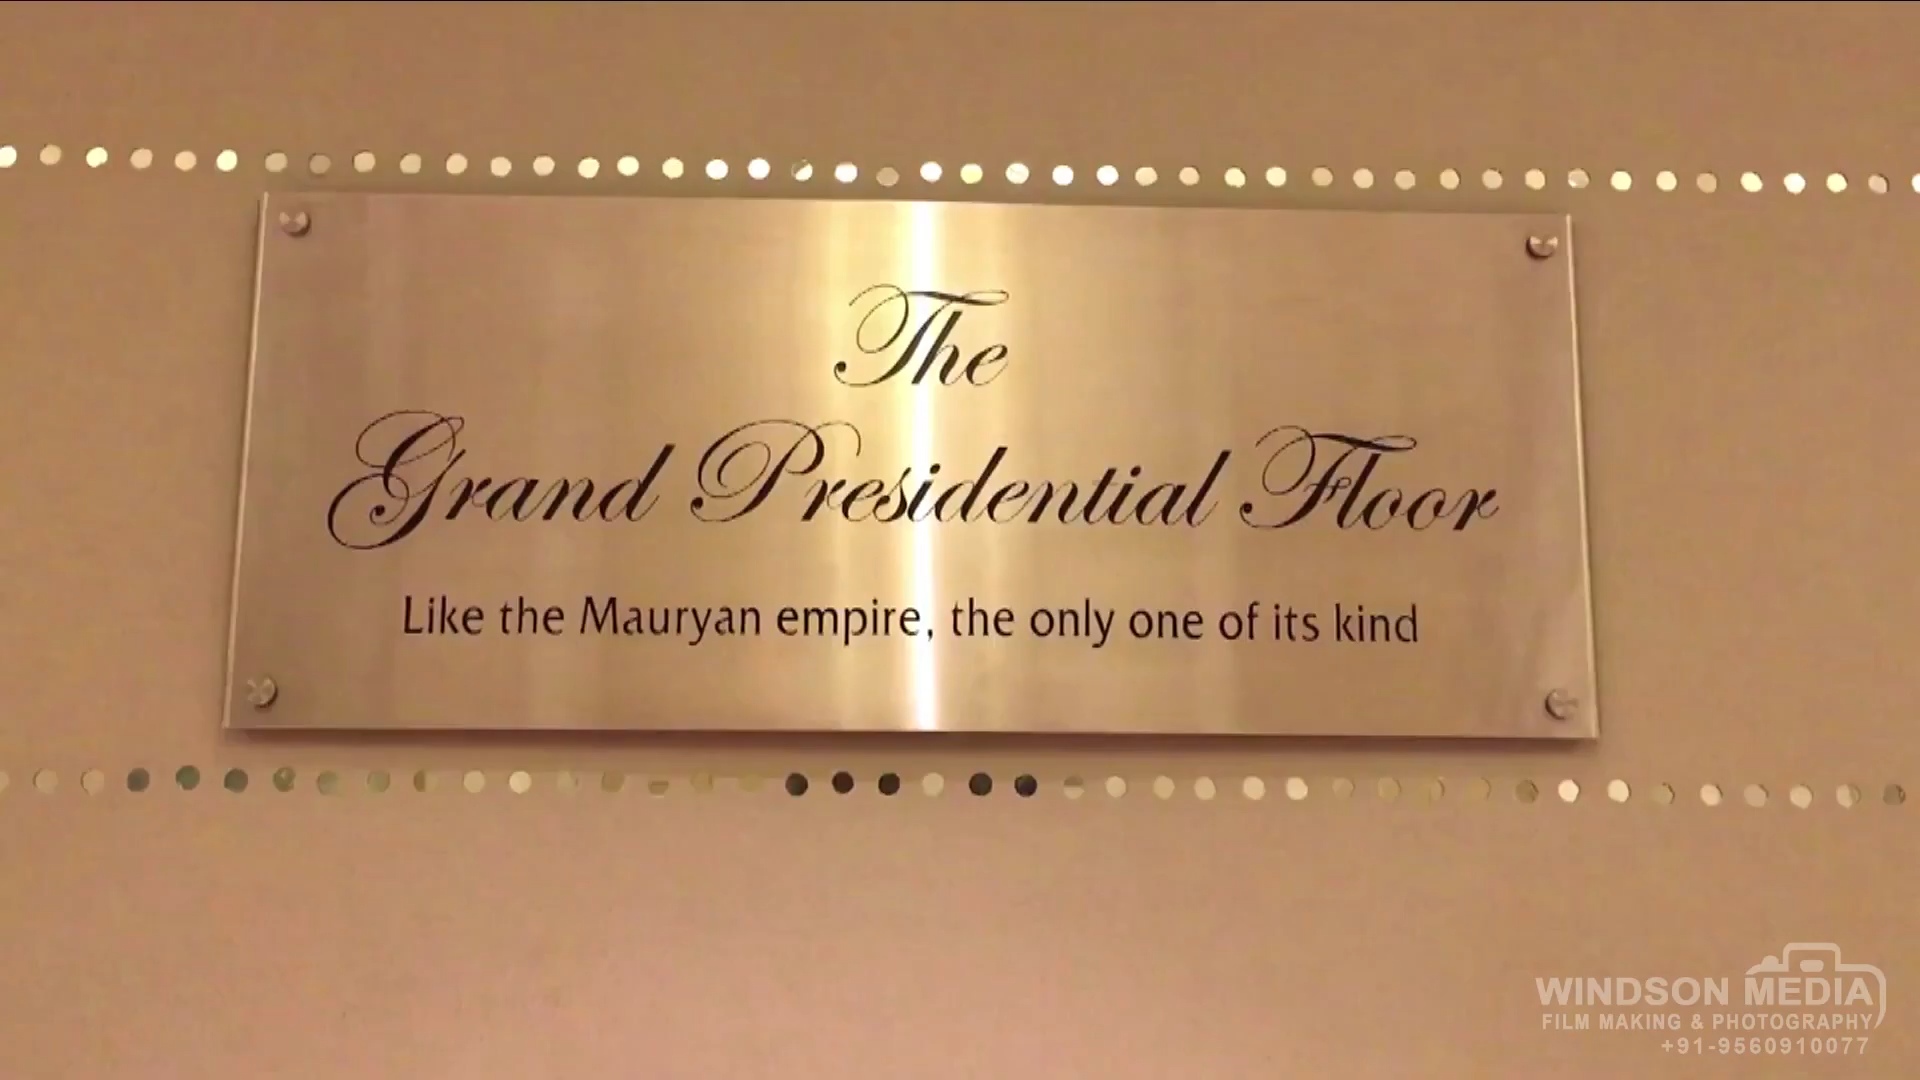 The
Grand Presidential Floor
Like the Mauryan empire, the only one of its kind
WINDSON MEDIA
FILM MAKING & PHOTOGRAPHY
+91-9560910077